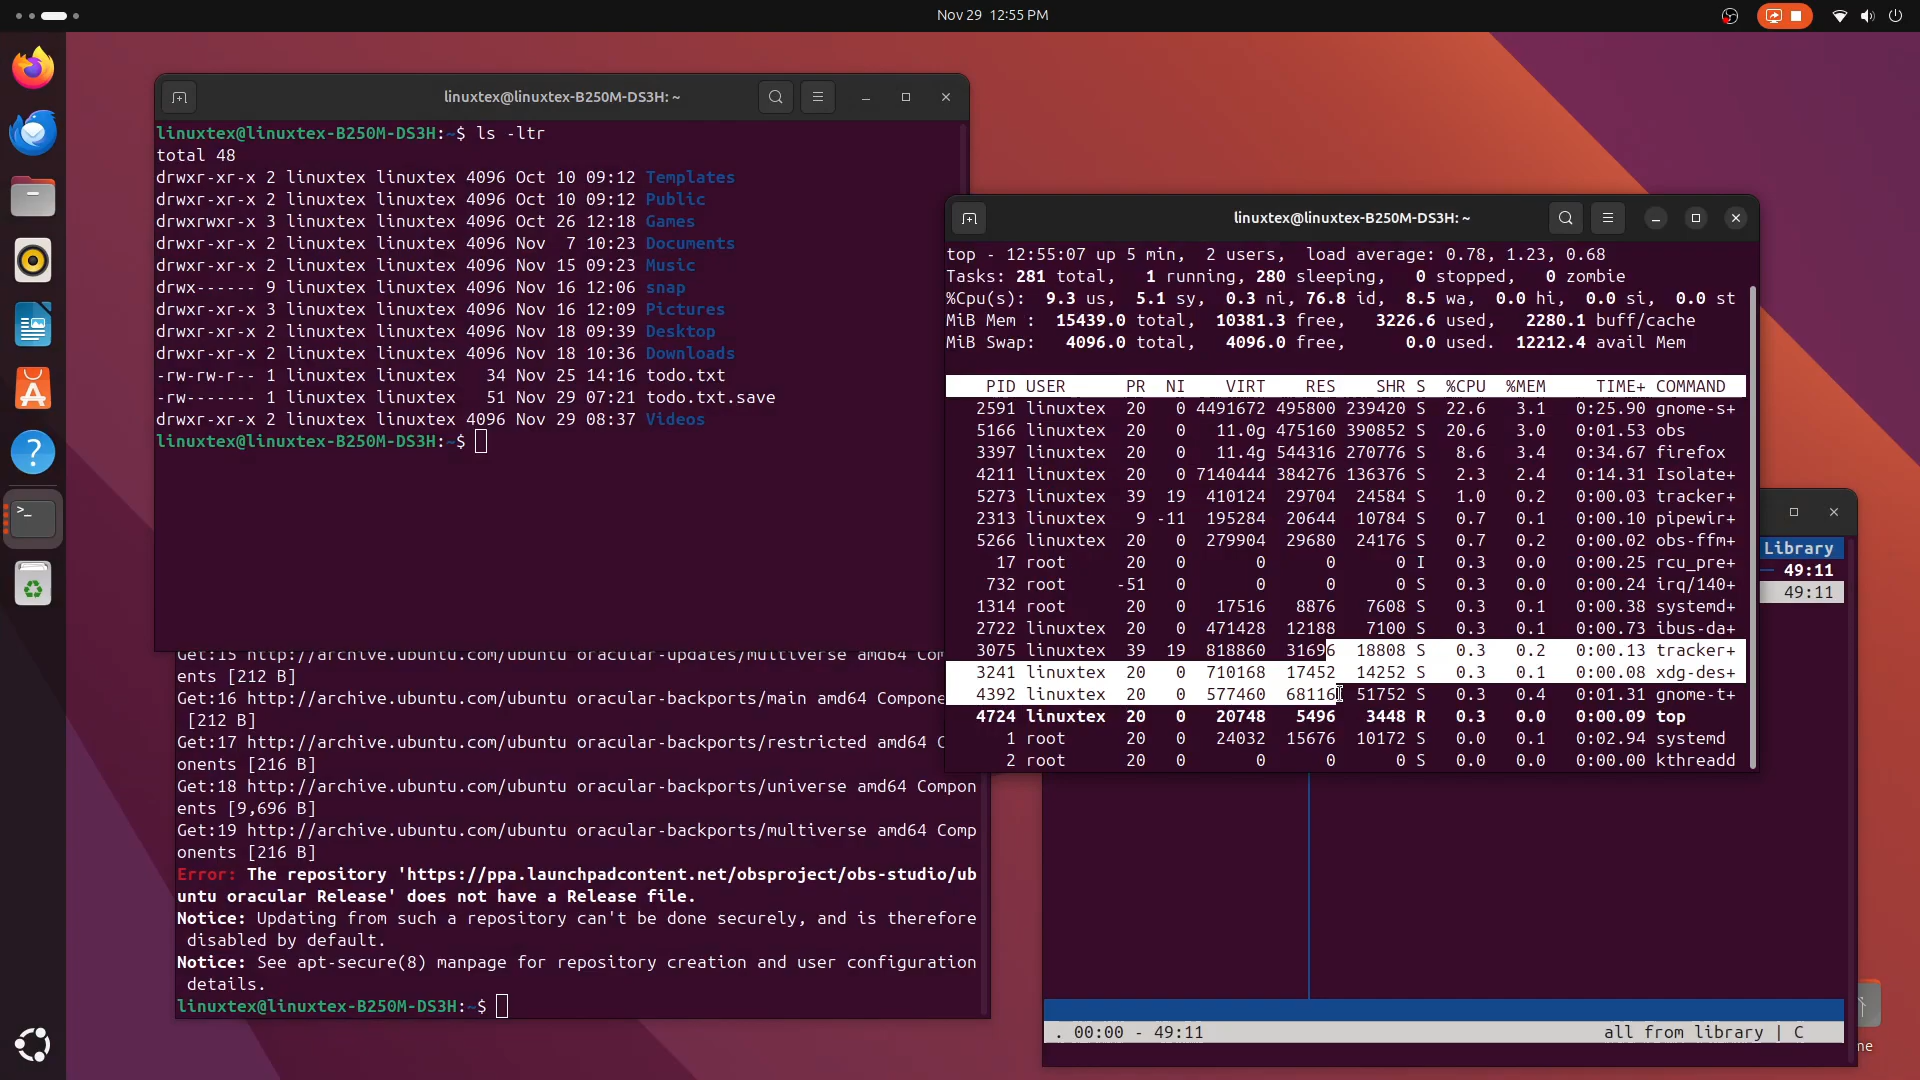 Nov 29 12:55 PM
linuxtex@linuxtex-B250M-DS3H: ~
linuxtex@linuxtex-B250M-DS3H:~$ ls -ltr
total 48
drwxr-xr-x 2 linuxtex linuxtex 4096 Oct 10 09:12 Templates
drwxr-xr-x 2 linuxtex linuxtex 4096 Oct 10 09:12 Public
drwxrwxr-x 3 linuxtex linuxtex 4096 Oct 26 12:18 Games
drwxr-xr-x 2 linuxtex linuxtex 4096 Nov  7 10:23 Documents
drwxr-xr-x 2 linuxtex linuxtex 4096 Nov 15 09:23 Music
drwx------ 9 linuxtex linuxtex 4096 Nov 16 12:06 snap
drwxr-xr-x 3 linuxtex linuxtex 4096 Nov 16 12:09 Pictures
drwxr-xr-x 2 linuxtex linuxtex 4096 Nov 18 09:39 Desktop
drwxr-xr-x 2 linuxtex linuxtex 4096 Nov 18 10:36 Downloads
-rw-rw-r-- 1 linuxtex linuxtex   34 Nov 25 14:16 todo.txt
-rw------- 1 linuxtex linuxtex   51 Nov 29 07:21 todo.txt.save
drwxr-xr-x 2 linuxtex linuxtex 4096 Nov 29 08:37 Videos
linuxtex@linuxtex-B250M-DS3H:~$
linuxtex@linuxtex-B250M-DS3H: ~
top - 12:55:07 up 5 min,  2 users,  load average: 0.78, 1.23, 0.68
Tasks: 281 total,   1 running, 280 sleeping,   0 stopped,   0 zombie
%Cpu(s):  9.3 us,  5.1 sy,  0.3 ni, 76.8 id,  8.5 wa,  0.0 hi,  0.0 si,  0.0 st
MiB Mem :  15439.0 total,  10381.3 free,   3226.6 used,   2280.1 buff/cache
MiB Swap:   4096.0 total,   4096.0 free,      0.0 used.  12212.4 avail Mem
PID USER      PR  NI    VIRT    RES    SHR S  %CPU  %MEM     TIME+ COMMAND
2591 linuxtex  20   0 4491672 495800 239420 S  22.6   3.1   0:25.90 gnome-s+
5166 linuxtex  20   0   11.0g 475160 390852 S  20.6   3.0   0:01.53 obs
3397 linuxtex  20   0   11.4g 544316 270776 S   8.6   3.4   0:34.67 firefox
4211 linuxtex  20   0 7140444 384276 136376 S   2.3   2.4   0:14.31 Isolate+
5273 linuxtex  39  19  410124  29704  24584 S   1.0   0.2   0:00.03 tracker+
2313 linuxtex   9 -11  195284  20644  10784 S   0.7   0.1   0:00.10 pipewir+
5266 linuxtex  20   0  279904  29680  24176 S   0.7   0.2   0:00.02 obs-ffm+
17 root      20   0       0      0      0 I   0.3   0.0   0:00.25 rcu_pre+
732 root     -51   0       0      0      0 S   0.3   0.0   0:00.24 irq/140+
1314 root      20   0   17516   8876   7608 S   0.3   0.1   0:00.38 systemd+
2722 linuxtex  20   0  471428  12188   7100 S   0.3   0.1   0:00.73 ibus-da+
3075 linuxtex  39  19  818860  31696  18808 S   0.3   0.2   0:00.13 tracker+
3241 linuxtex  20   0  710168  17452  14252 S   0.3   0.1   0:00.08 xdg-des+
4392 linuxtex  20   0  577460  68116  51752 S   0.3   0.4   0:01.31 gnome-t+
4724 linuxtex  20   0   20748   5496   3448 R   0.3   0.0   0:00.09 top
1 root      20   0   24032  15676  10172 S   0.0   0.1   0:02.94 systemd
2 root      20   0       0      0      0 S   0.0   0.0   0:00.00 kthreadd
Get:15 http://archive.ubuntu.com/ubuntu oracular-updates/multiverse amd64 Com
ents [212 B]
Get:16 http://archive.ubuntu.com/ubuntu oracular-backports/main amd64 Compone
[212 B]
Get:17 http://archive.ubuntu.com/ubuntu oracular-backports/restricted amd64 C
onents [216 B]
Get:18 http://archive.ubuntu.com/ubuntu oracular-backports/universe amd64 Compon
ents [9,696 B]
Get:19 http://archive.ubuntu.com/ubuntu oracular-backports/multiverse amd64 Comp
onents [216 B]
Error: The repository 'https://ppa.launchpadcontent.net/obsproject/obs-studio/ub
untu oracular Release' does not have a Release file.
Notice: Updating from such a repository can't be done securely, and is therefore
disabled by default.
Notice: See apt-secure(8) manpage for repository creation and user configuration
details.
linuxtex@linuxtex-B250M-DS3H:~$
Library
49:11
49:11
. 00:00 - 49:11
all from library | C
me